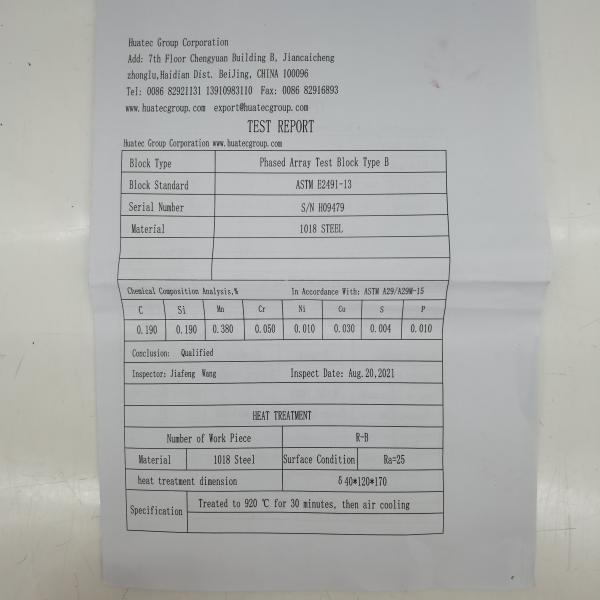 Huatec Group Corporation
Add: 7th Floor Chengyuan Building B, Jiancaicheng
zhonglu,Haidian Dist. BeiJing, CHINA 100096
Tel: 0086 82921131 13910983110 Fax: 0086 82916893
www.huatecgroup.com export@huatecgroup.com
TEST REPORT
Huatec Group Corporation www.huatecgroup.com
Block Type Phased Array Test Block Type B
Block Standard ASTM E2491-13
Serial Number S/N H09479
Material 1018 STEEL
Chemical Composition Analysis,% In Accordance With: ASTM A29/A29M-15
C Si Mn Cr Ni Cu S P
0.190 0.190 0.380 0.050 0.010 0.030 0.004 0.010
Conclusion: Qualified
Inspector: Jiafeng Wang Inspect Date: Aug.20,2021
HEAT TREATMENT
Number of Work Piece R-B
Material 1018 Steel Surface Condition Ra=25
heat treatment dimension δ40*120*170
Specification Treated to 920 ℃ for 30 minutes, then air cooling